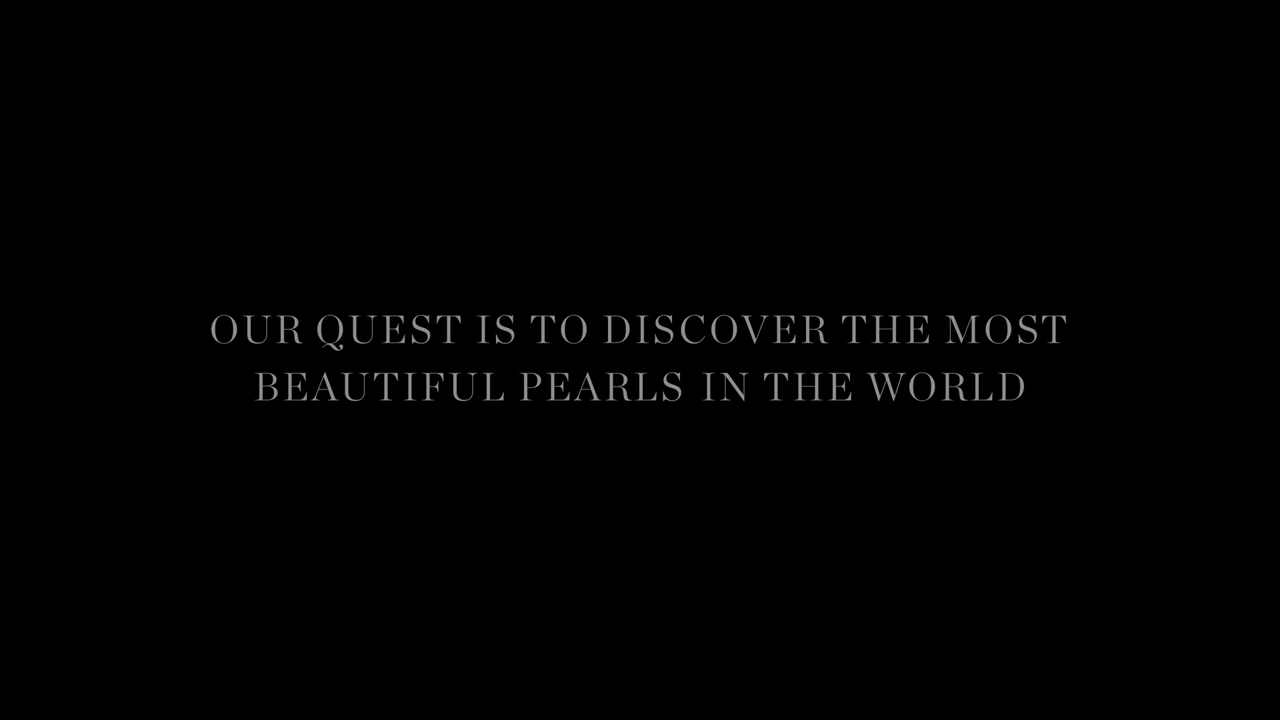 OUR QUEST IS TO DISCOVER THE MOST
BEAUTIFUL PEARLS IN THE WORLD